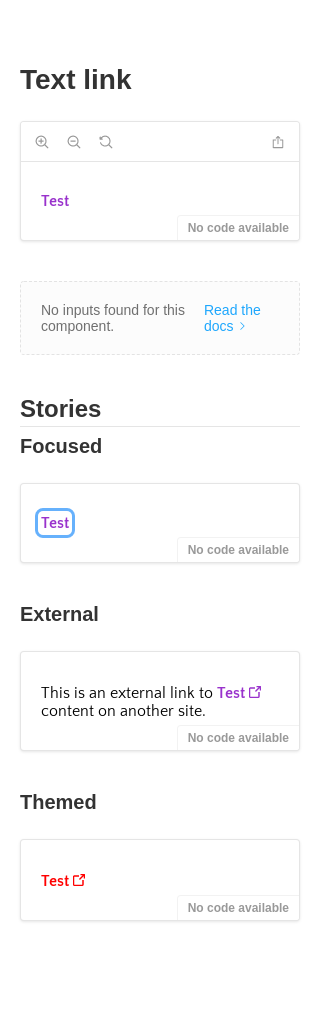 Text link
Test
No code available
No inputs found for this
component.
Read the
docs
Stories
Focused
Test
No code available
External
This is an external link to Test
content on another site.
No code available
Themed
Test
No code available